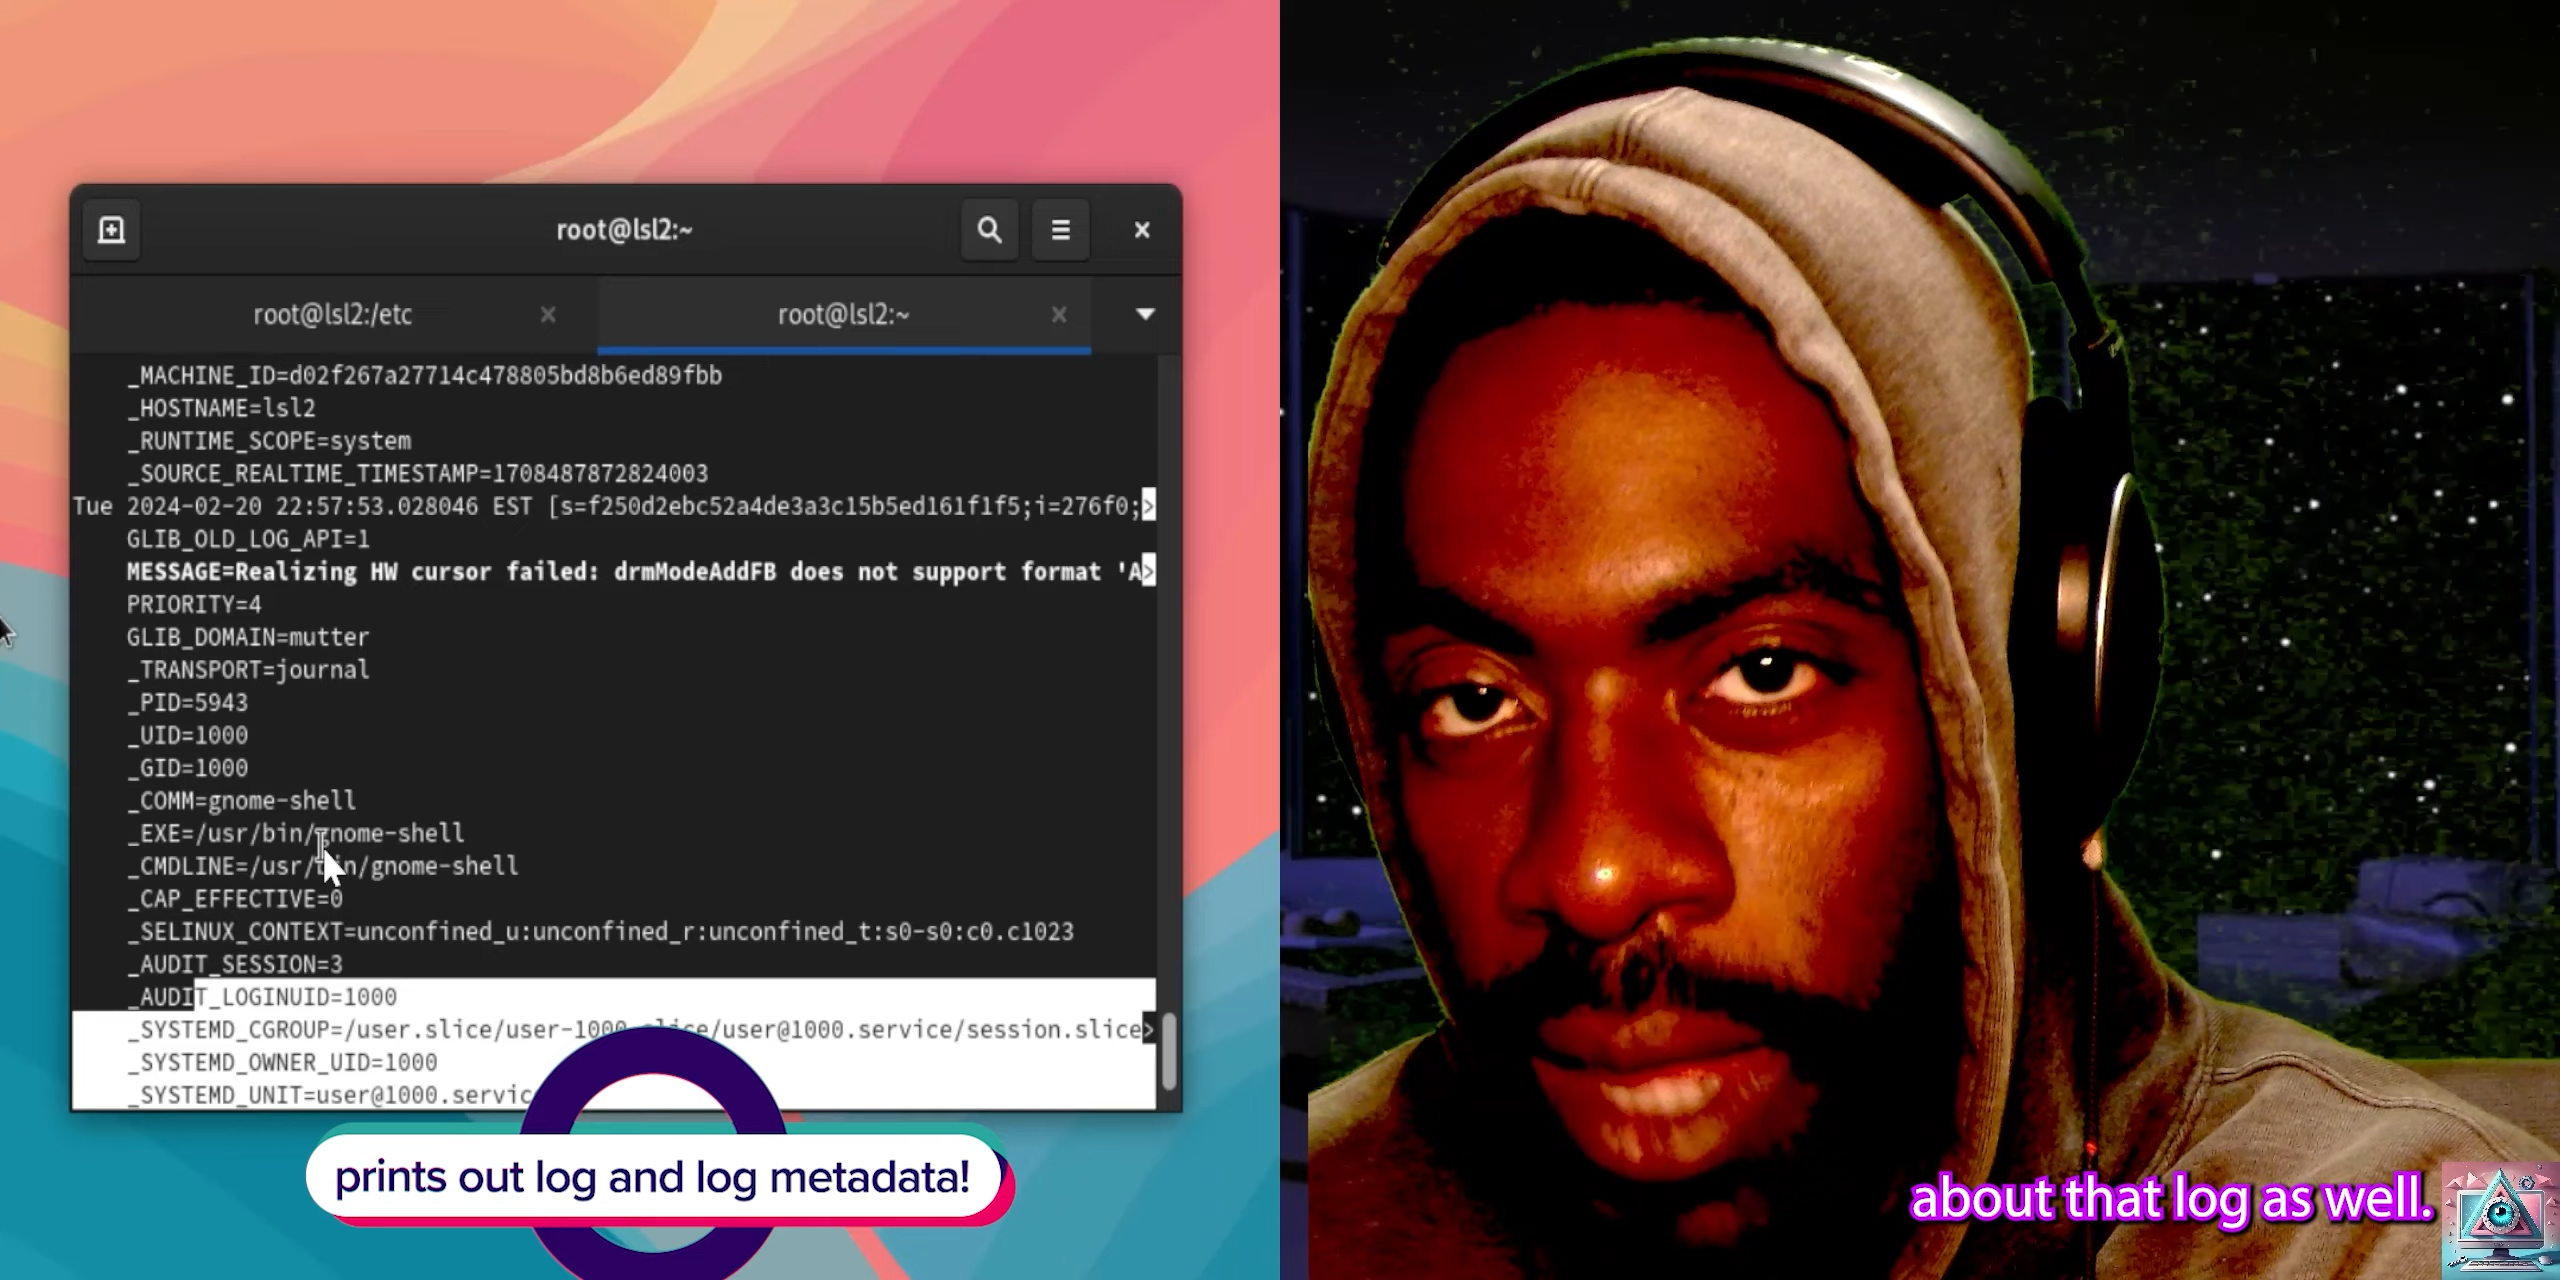 root@lsl2:~
root@lsl2:/etc
root@lsl2:~
_MACHINE_ID=d02f267a27714c478805bd8b6ed89fbb
_HOSTNAME=lsl2
_RUNTIME_SCOPE=system
_SOURCE_REALTIME_TIMESTAMP=1708487872824003
Tue 2024-02-20 22:57:53.028046 EST [s=f250d2ebc52a4de3a3c15b5ed161f1f5;i=276f0;>
GLIB_OLD_LOG_API=1
MESSAGE=Realizing HW cursor failed: drmModeAddFB does not support format 'A>
PRIORITY=4
GLIB_DOMAIN=mutter
_TRANSPORT=journal
_PID=5943
_UID=1000
_GID=1000
_COMM=gnome-shell
_EXE=/usr/bin/gnome-shell
_CMDLINE=/usr/bin/gnome-shell
_CAP_EFFECTIVE=0
_SELINUX_CONTEXT=unconfined_u:unconfined_r:unconfined_t:s0-s0:c0.c1023
_AUDIT_SESSION=3
_AUDIT_LOGINUID=1000
_SYSTEMD_CGROUP=/user.slice/user-1000.slice/user@1000.service/session.slice>
_SYSTEMD_OWNER_UID=1000
_SYSTEMD_UNIT=user@1000.servic
prints out log and log metadata!
about that log as well.